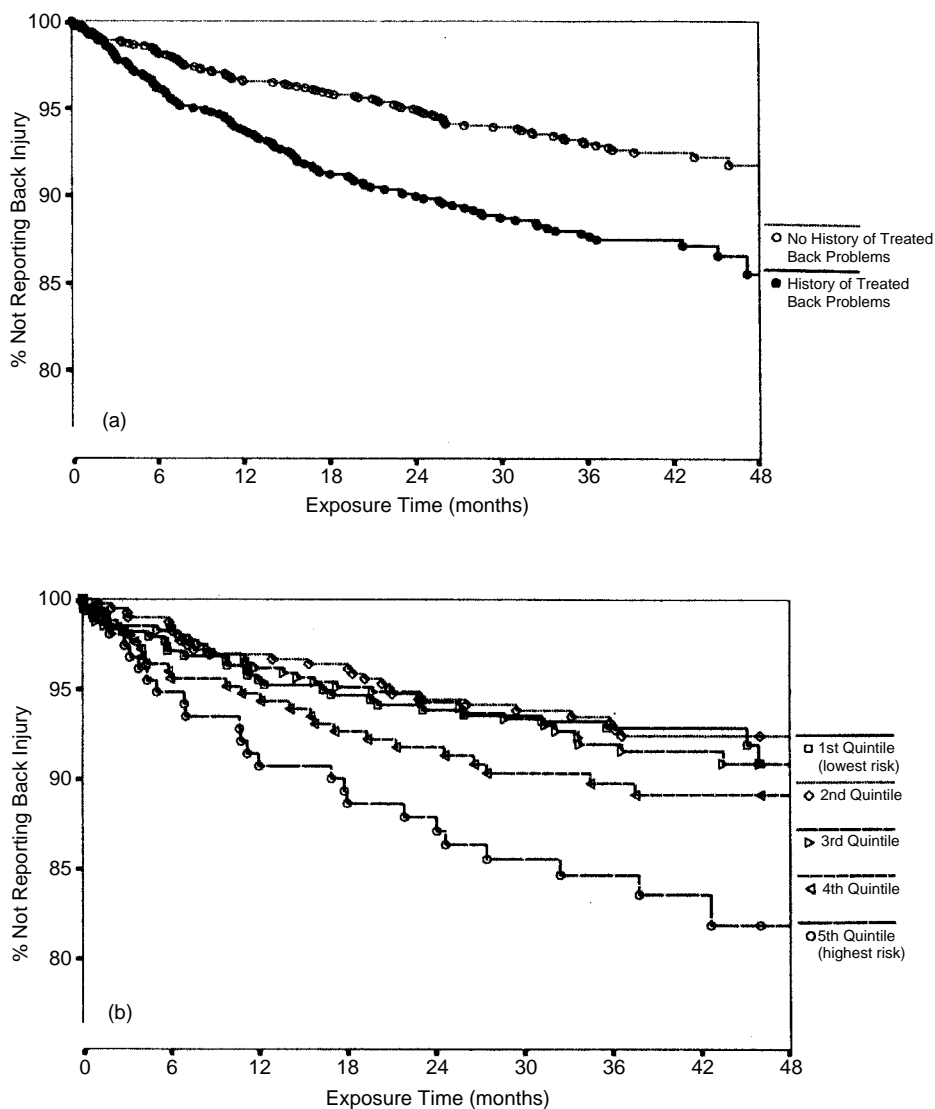 100
95
90
85
80
% Not Reporting Back Injury
(a)
0 6 12 18 24 30 36 42 48
Exposure Time (months)
No History of Treated
Back Problems
History of Treated
Back Problems
100
95
90
85
80
% Not Reporting Back Injury
(b)
0 6 12 18 24 30 36 42 48
Exposure Time (months)
1st Quintile
(lowest risk)
2nd Quintile
3rd Quintile
4th Quintile
5th Quintile
(highest risk)